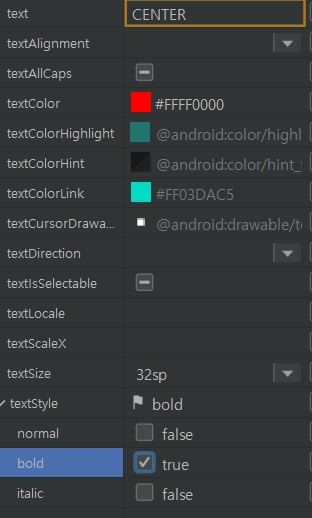 text CENTER
textAlignment
textAllCaps
textColor #FFFF0000
textColorHighlight @android:color/highl
textColorHint @android:color/hint_
textColorLink #FF03DAC5
textCursorDrawa... @android:drawable/te
textDirection
textIsSelectable
textLocale
textScaleX
textSize 32sp
textStyle bold
normal false
bold true
italic false